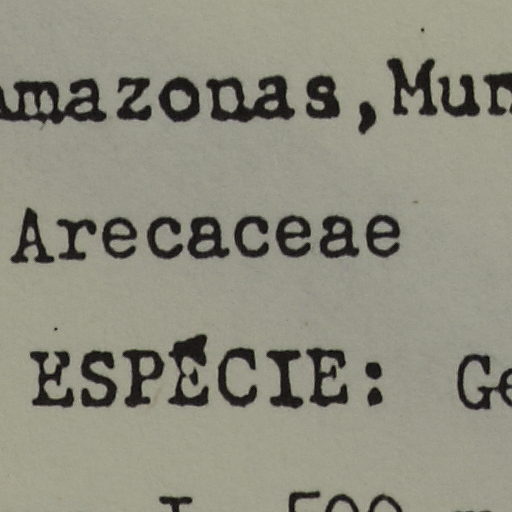 amazonas, Mun
Arecaceae
ESPÉCIE: Ge